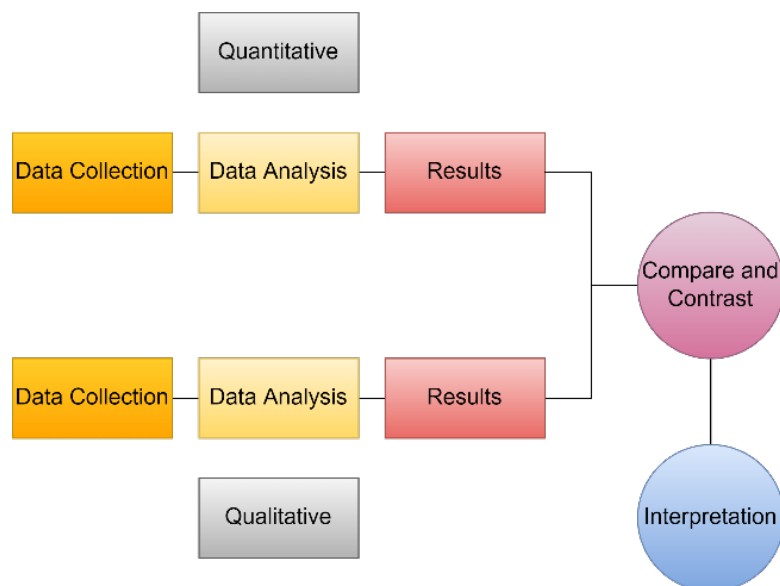 Quantitative
Data Collection
Data Analysis
Results
Compare and
Contrast
Data Collection
Data Analysis
Results
Qualitative
Interpretation